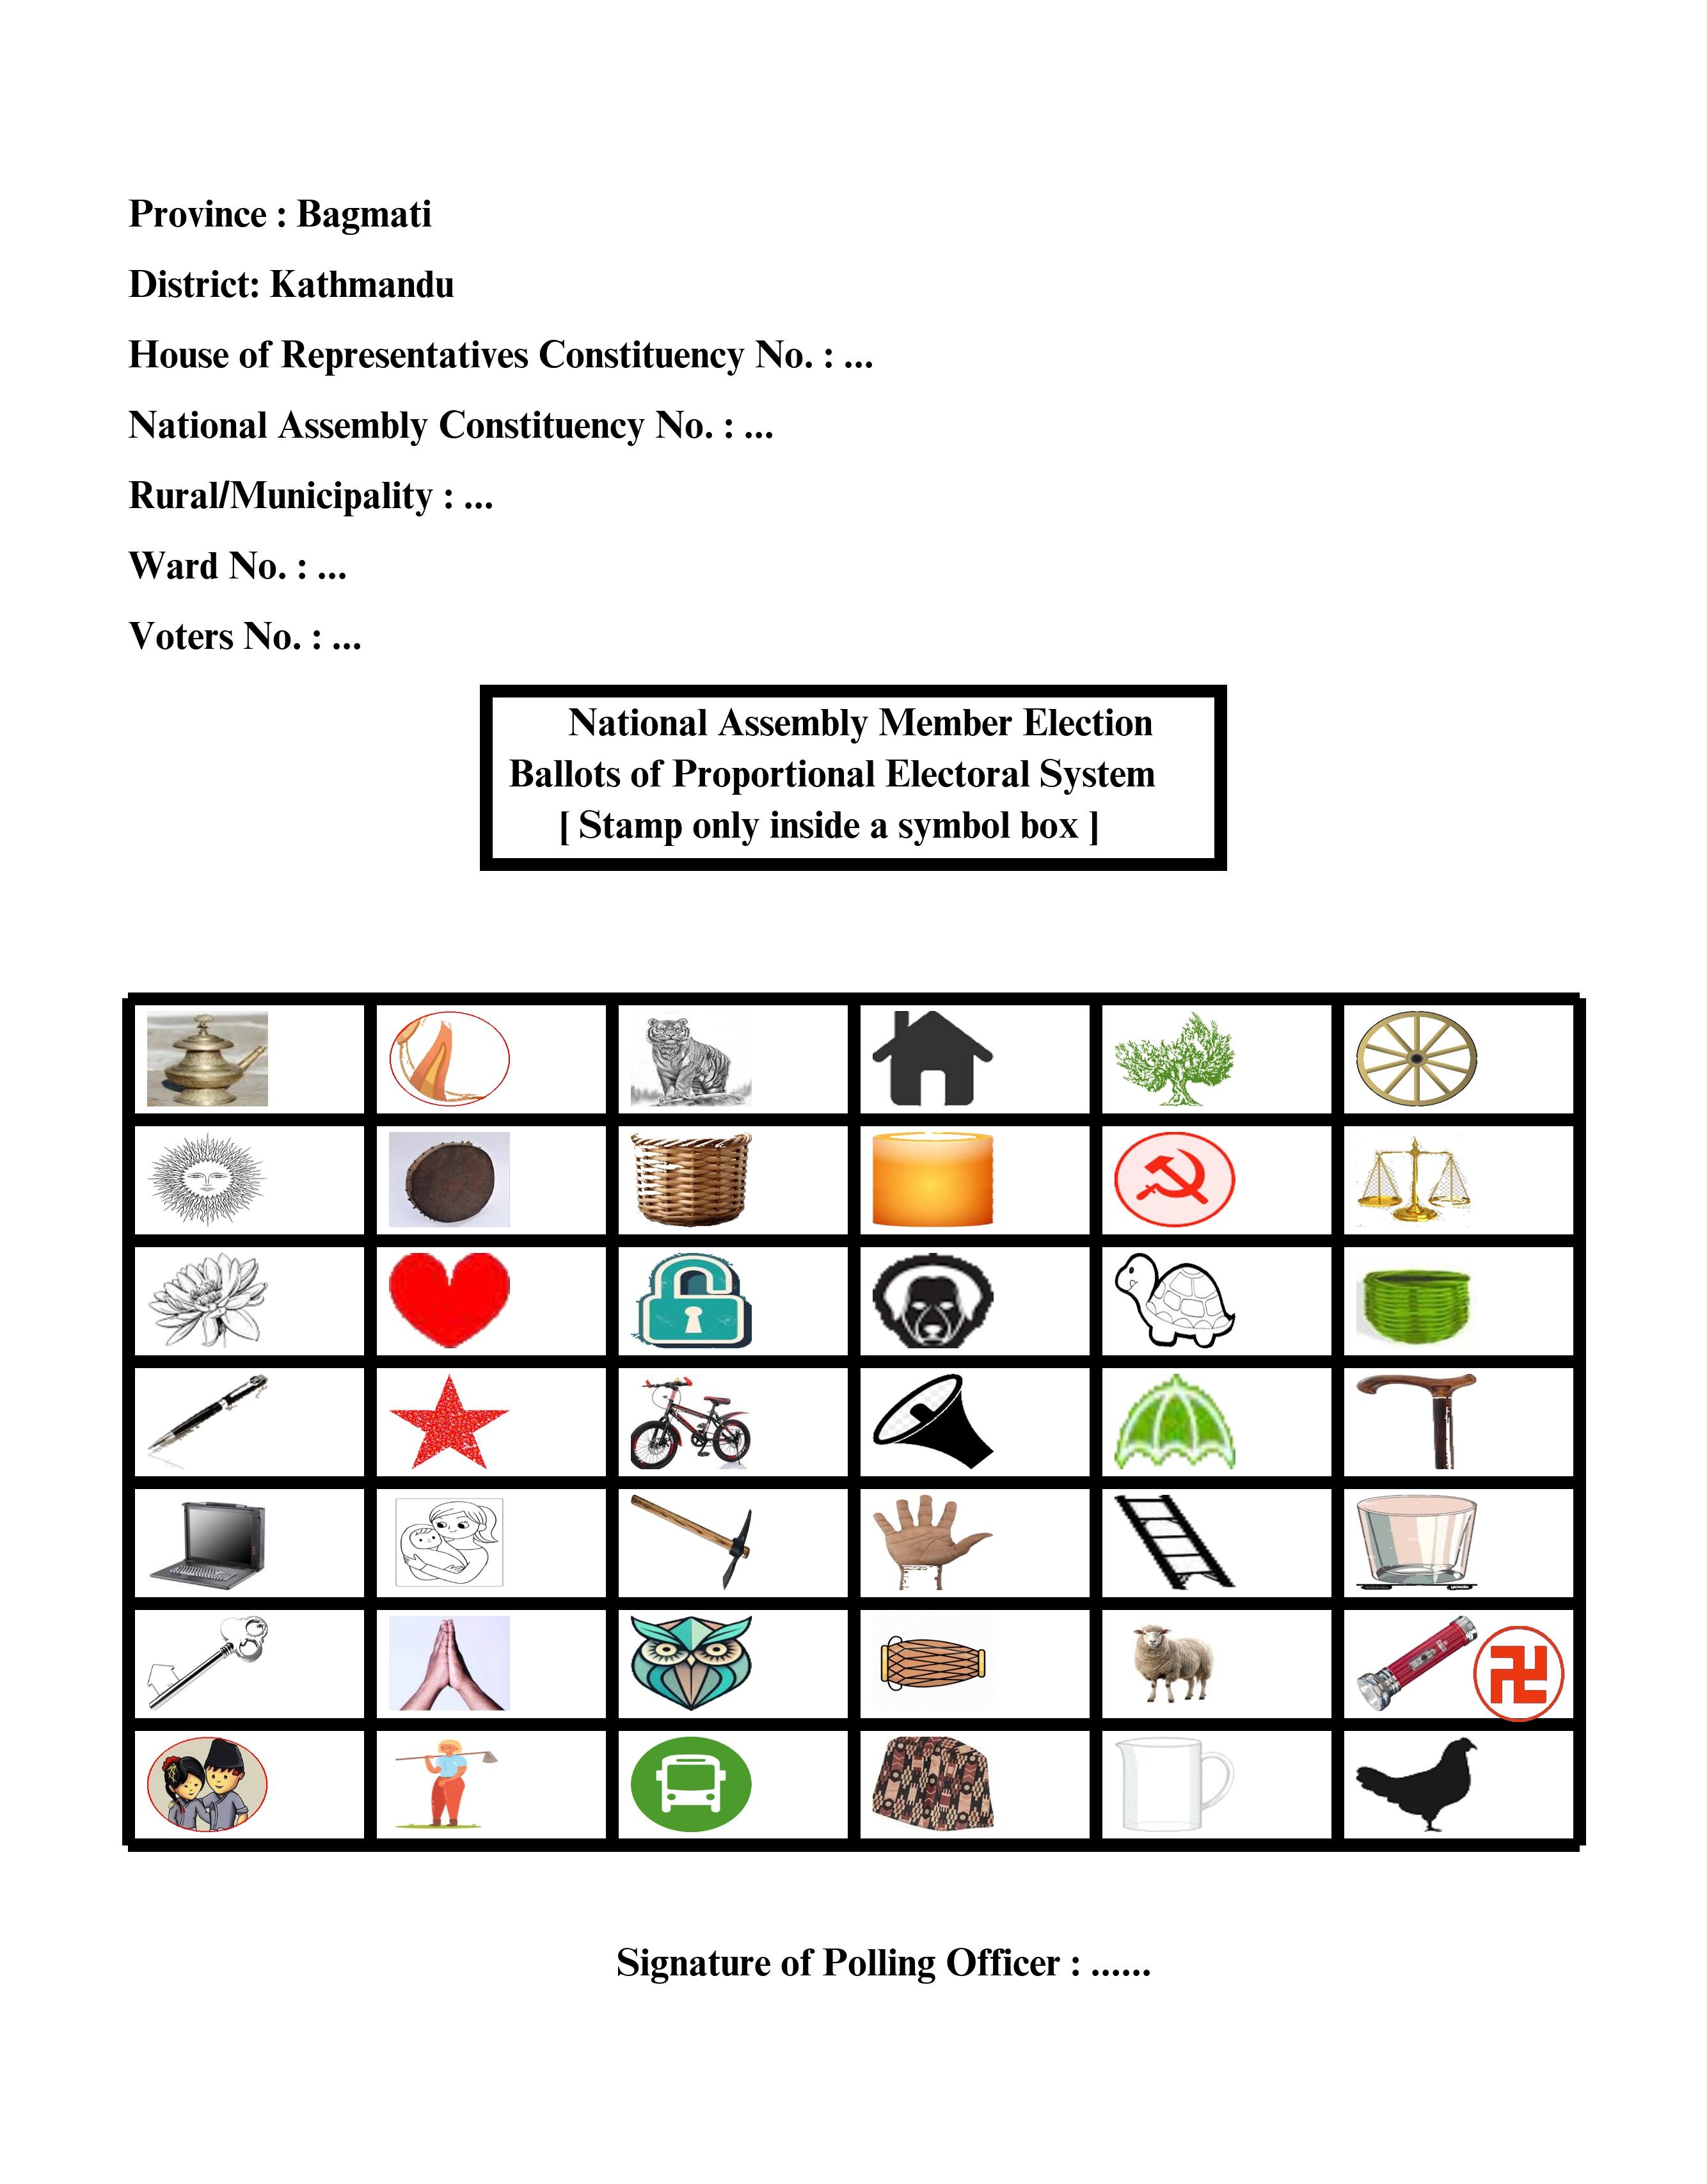 Province : Bagmati
District: Kathmandu
House of Representatives Constituency No. : ...
National Assembly Constituency No. : ...
Rural/Municipality : ...
Ward No. : ...
Voters No. : ...
National Assembly Member Election
Ballots of Proportional Electoral System
[ Stamp only inside a symbol box ]
Signature of Polling Officer : ......